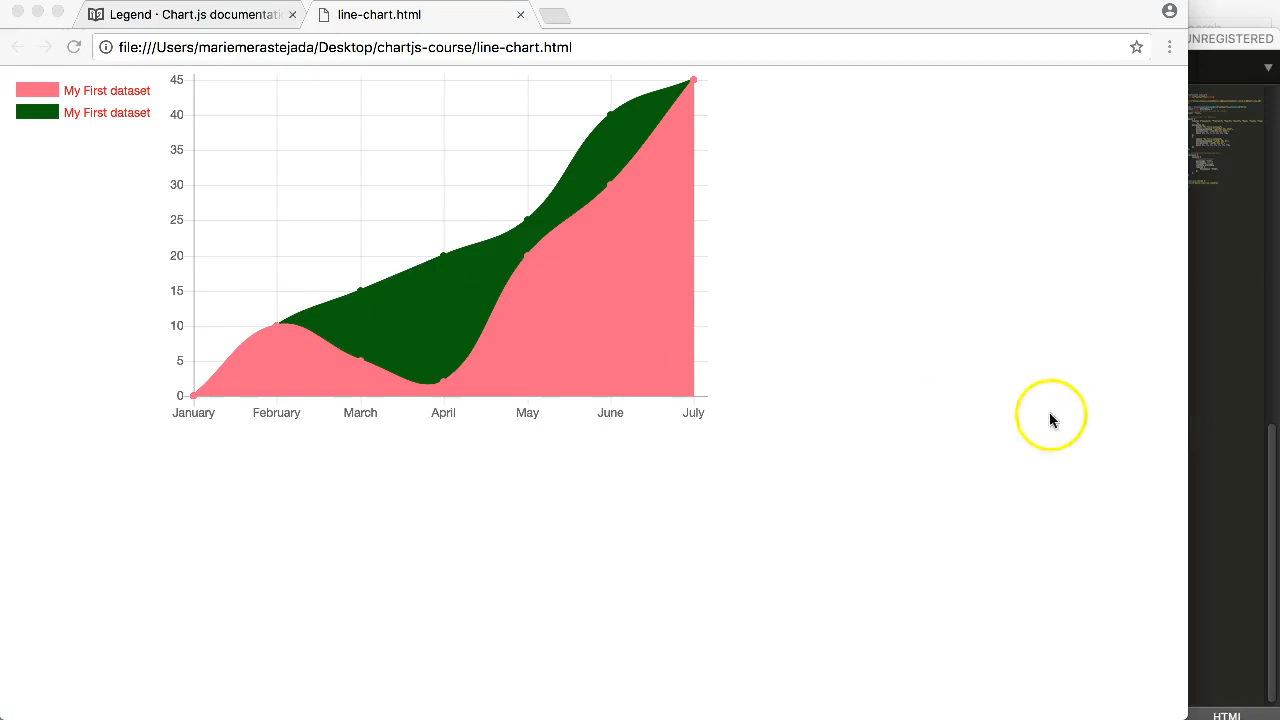 Legend · Chart.js documentati
line-chart.html
file:///Users/mariemerastejada/Desktop/chartjs-course/line-chart.html
UNREGISTERED
My First dataset
My First dataset
45
40
35
30
25
20
15
10
5
0
January February March April May June July
HTML